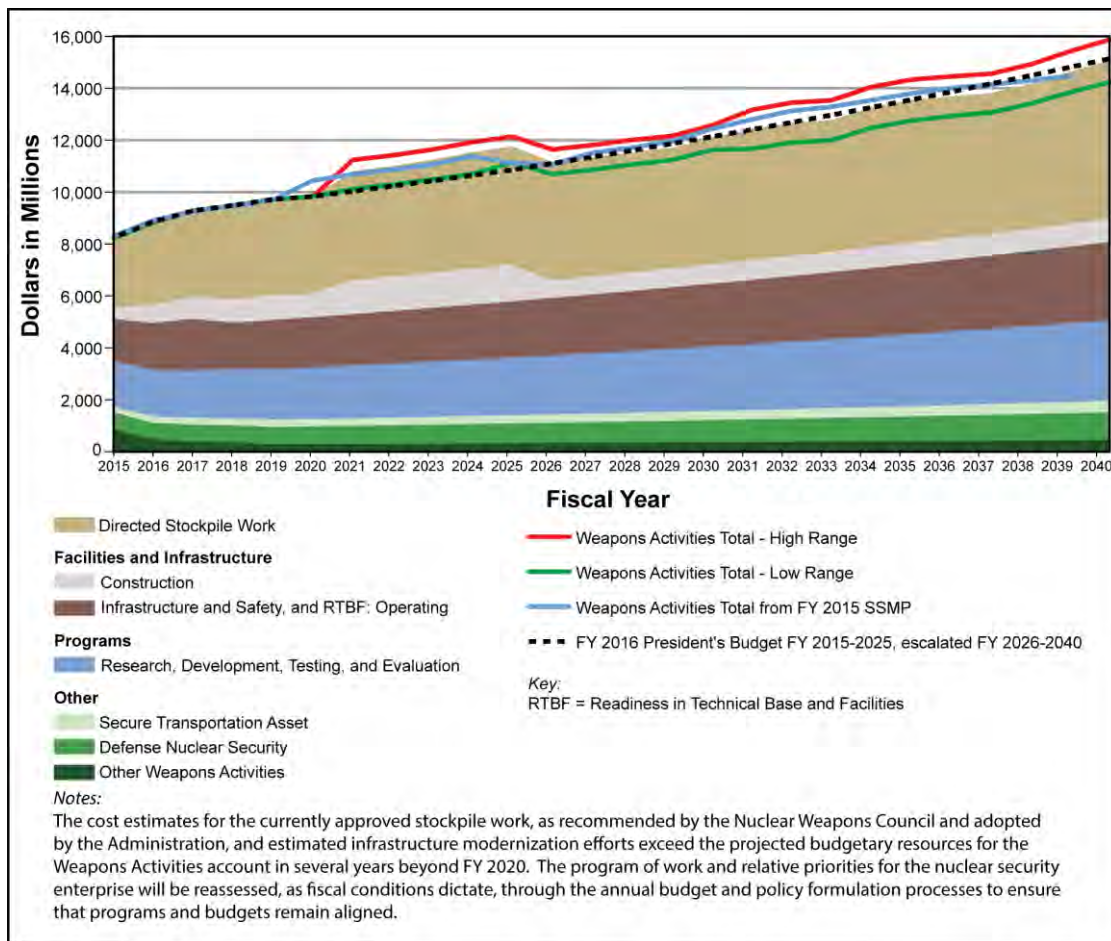 16,000
14,000
12,000
10,000
8,000
6,000
4,000
2,000
0
Dollars in Millions
2015 2016 2017 2018 2019 2020 2021 2022 2023 2024 2025 2026 2027 2028 2029 2030 2031 2032 2033 2034 2035 2036 2037 2038 2039 2040
Fiscal Year
Directed Stockpile Work
Facilities and Infrastructure
Construction
Infrastructure and Safety, and RTBF: Operating
Programs
Research, Development, Testing, and Evaluation
Other
Secure Transportation Asset
Defense Nuclear Security
Other Weapons Activities
Weapons Activities Total - High Range
Weapons Activities Total - Low Range
Weapons Activities Total from FY 2015 SSMP
FY 2016 President's Budget FY 2015-2025, escalated FY 2026-2040
Key:
RTBF = Readiness in Technical Base and Facilities
Notes:
The cost estimates for the currently approved stockpile work, as recommended by the Nuclear Weapons Council and adopted
by the Administration, and estimated infrastructure modernization efforts exceed the projected budgetary resources for the
Weapons Activities account in several years beyond FY 2020. The program of work and relative priorities for the nuclear security
enterprise will be reassessed, as fiscal conditions dictate, through the annual budget and policy formulation processes to ensure
that programs and budgets remain aligned.